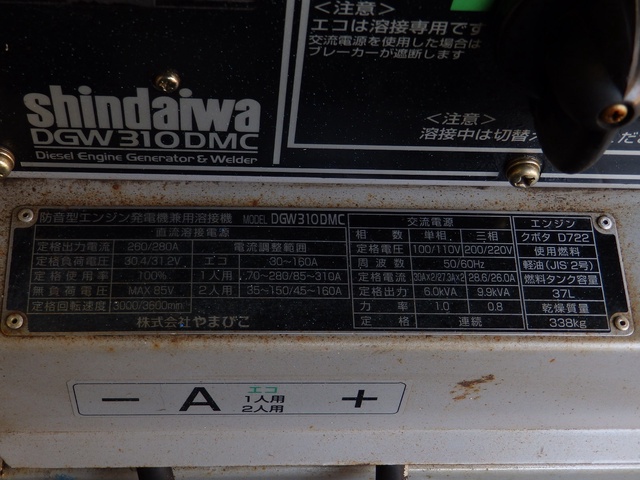 ＜注意＞
エコは溶接専用です
交流電源を使用した場合は
ブレーカーが遮断します
shindaiwa
DGW310DMC
Diesel Engine Generator & Welder
＜注意＞
溶接中は切替
防音型エンジン発電機兼用溶接機 MODEL DGW310DMC
直流溶接電源
定格出力電流 260/280A 電流調整範囲
定格負荷電圧 30.4/31.2V エコ 30～160A
定格使用率 100% 1人用 70～280/85～310A
無負荷電圧 MAX 85V 2人用 35～150/45～160A
定格回転速度 3000/3600min
株式会社やまびこ
交流電源
相数 単相 三相
定格電圧 100/110V 200/220V
周波数 50/60Hz
定格電流 30A×2/27.3A×2 28.6/26.0A
定格出力 6.0kVA 9.9kVA
力率 1.0 0.8
定格 連続
エンジン
クボタ D722
使用燃料
軽油(JIS 2号)
燃料タンク容量
37L
乾燥質量
338kg
－ A エコ ＋
1人用
2人用